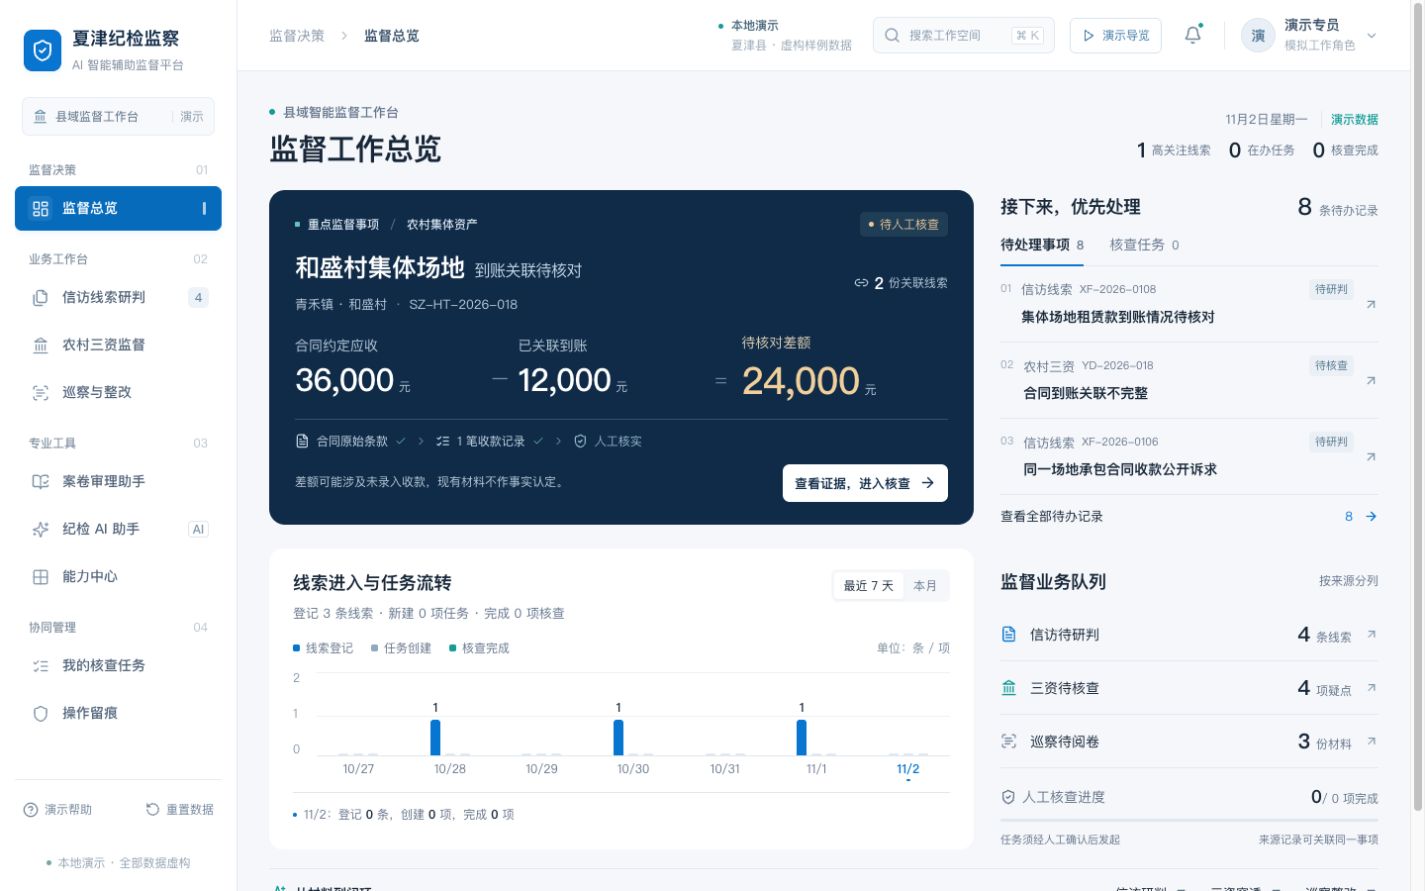 夏津纪检监察
AI 智能辅助监督平台
县域监督工作台 演示
监督决策 01
监督总览
业务工作台 02
信访线索研判 4
农村三资监督
巡察与整改
专业工具 03
案卷审理助手
纪检 AI 助手 AI
能力中心
协同管理 04
我的核查任务
操作留痕
演示帮助 重置数据
本地演示 · 全部数据虚构
监督决策 > 监督总览
本地演示
夏津县 · 虚构样例数据
搜索工作空间 ⌘ K
演示导览
演
演示专员
模拟工作角色
县域智能监督工作台
监督工作总览
11月2日星期一 演示数据
1 高关注线索 0 在办任务 0 核查完成
重点监督事项 / 农村集体资产 待人工核查
和盛村集体场地 到账关联待核对
2 份关联线索
青禾镇 · 和盛村 · SZ-HT-2026-018
合同约定应收 已关联到账 待核对差额
36,000 元 — 12,000 元 = 24,000 元
合同原始条款 ✓ > 1 笔收款记录 ✓ > 人工核实
差额可能涉及未录入收款，现有材料不作事实认定。
查看证据，进入核查 →
线索进入与任务流转
最近 7 天 本月
登记 3 条线索 · 新建 0 项任务 · 完成 0 项核查
线索登记 任务创建 核查完成 单位：条 / 项
2
1
0
1 1 1
10/27 10/28 10/29 10/30 10/31 11/1 11/2
11/2：登记 0 条，创建 0 项，完成 0 项
接下来，优先处理 8 条待办记录
待处理事项 8 核查任务 0
01 信访线索 XF-2026-0108 待研判
集体场地租赁款到账情况待核对
02 农村三资 YD-2026-018 待核查
合同到账关联不完整
03 信访线索 XF-2026-0106 待研判
同一场地承包合同收款公开诉求
查看全部待办记录 8 →
监督业务队列 按来源分列
信访待研判 4 条线索
三资待核查 4 项疑点
巡察待阅卷 3 份材料
人工核查进度 0 / 0 项完成
任务须经人工确认后发起 来源记录可关联同一事项